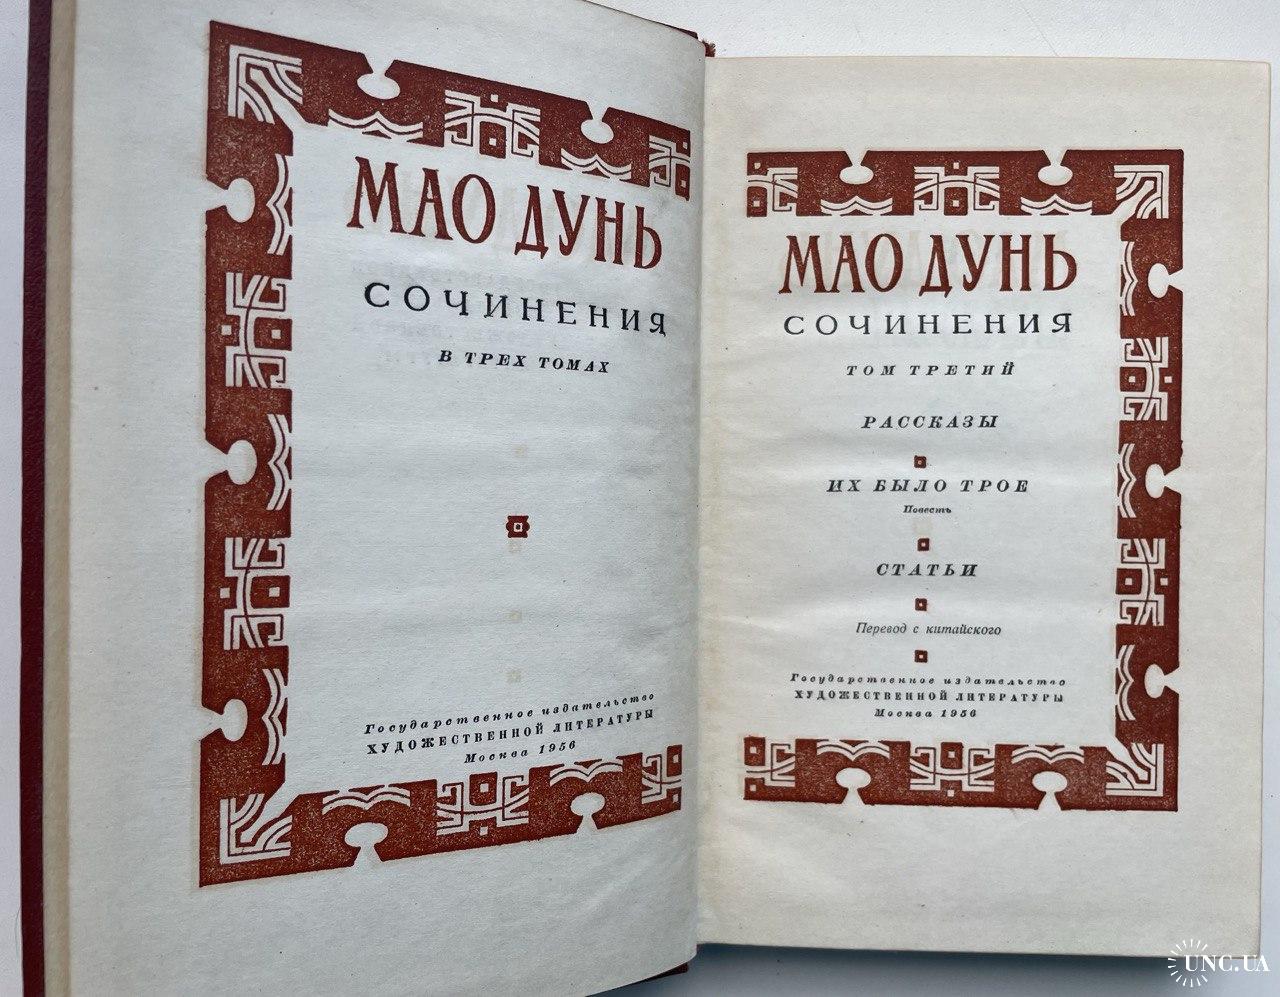 МАО ДУНЬ
СОЧИНЕНИЯ
В ТРЕХ ТОМАХ
Государственное издательство
ХУДОЖЕСТВЕННОЙ ЛИТЕРАТУРЫ
Москва 1956
МАО ДУНЬ
СОЧИНЕНИЯ
ТОМ ТРЕТИЙ
РАССКАЗЫ
ИХ БЫЛО ТРОЕ
Повесть
СТАТЬИ
Перевод с китайского
Государственное издательство
ХУДОЖЕСТВЕННОЙ ЛИТЕРАТУРЫ
Москва 1956
UNC.UA